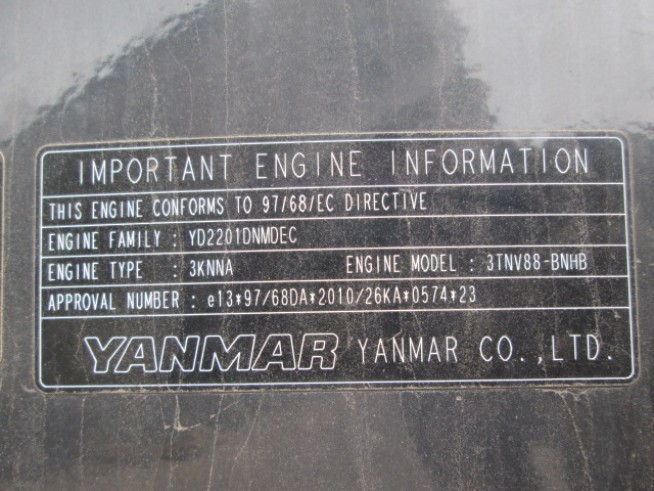 IMPORTANT ENGINE INFORMATION
THIS ENGINE CONFORMS TO 97/68/EC DIRECTIVE
ENGINE FAMILY : YD2201DNMDEC
ENGINE TYPE : 3KNNA ENGINE MODEL : 3TNV88-BNHB
APPROVAL NUMBER : e13*97/68DA*2010/26KA*0574*23
YANMAR YANMAR CO.,LTD.